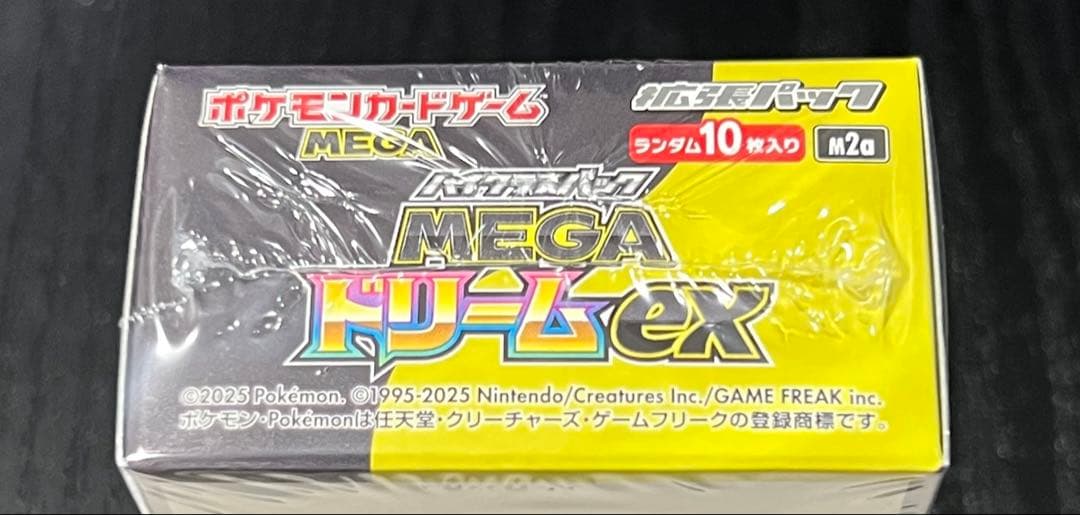 ポケモンカードゲーム
MEGA
拡張パック
ランダム10枚入り
M2a
ハイクラスパック
MEGA
ドリームex
©2025 Pokémon. ©1995-2025 Nintendo/Creatures Inc./GAME FREAK inc.
ポケモン・Pokémonは任天堂・クリーチャーズ・ゲームフリークの登録商標です。